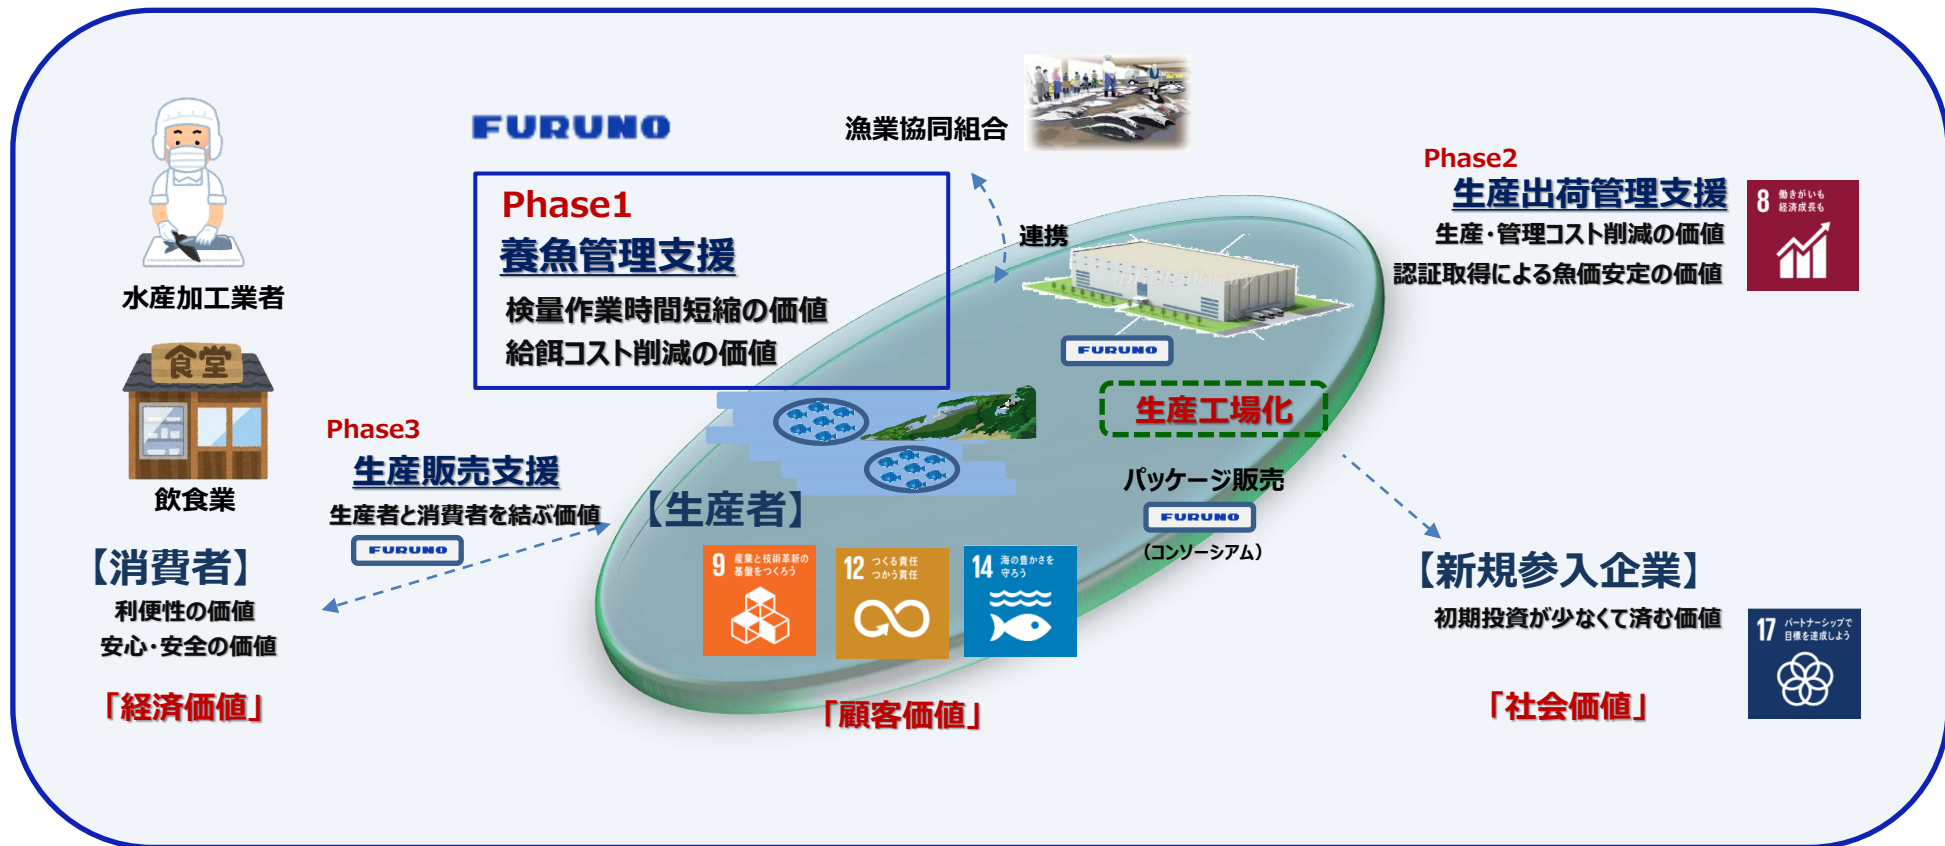 FURUNO
漁業協同組合
Phase1
養魚管理支援
検量作業時間短縮の価値
給餌コスト削減の価値
連携
Phase2
生産出荷管理支援
生産・管理コスト削減の価値
認証取得による魚価安定の価値
8 働きがいも
経済成長も
水産加工業者
食堂
飲食業
FURUNO
生産工場化
Phase3
生産販売支援
生産者と消費者を結ぶ価値
FURUNO
【生産者】
パッケージ販売
FURUNO
（コンソーシアム）
9 産業と技術革新の
基盤をつくろう
12 つくる責任
つかう責任
14 海の豊かさを
守ろう
【消費者】
利便性の価値
安心・安全の価値
【新規参入企業】
初期投資が少なくて済む価値
17 パートナーシップで
目標を達成しよう
「経済価値」
「顧客価値」
「社会価値」